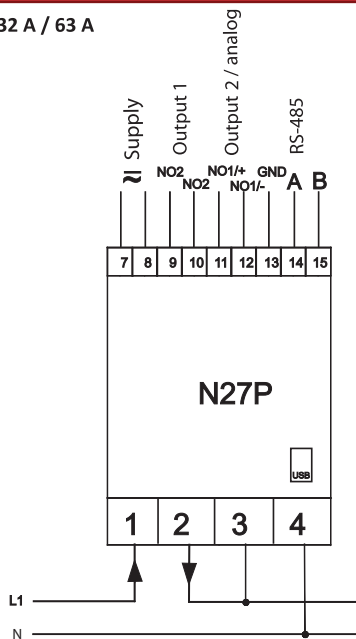 32 A / 63 A
Supply
Output 1
Output 2 / analog
RS-485
NO2
NO2
NO1/+
NO1/-
GND
A B
7 8 9 10 11 12 13 14 15
N27P
USB
1 2 3 4
L1
N